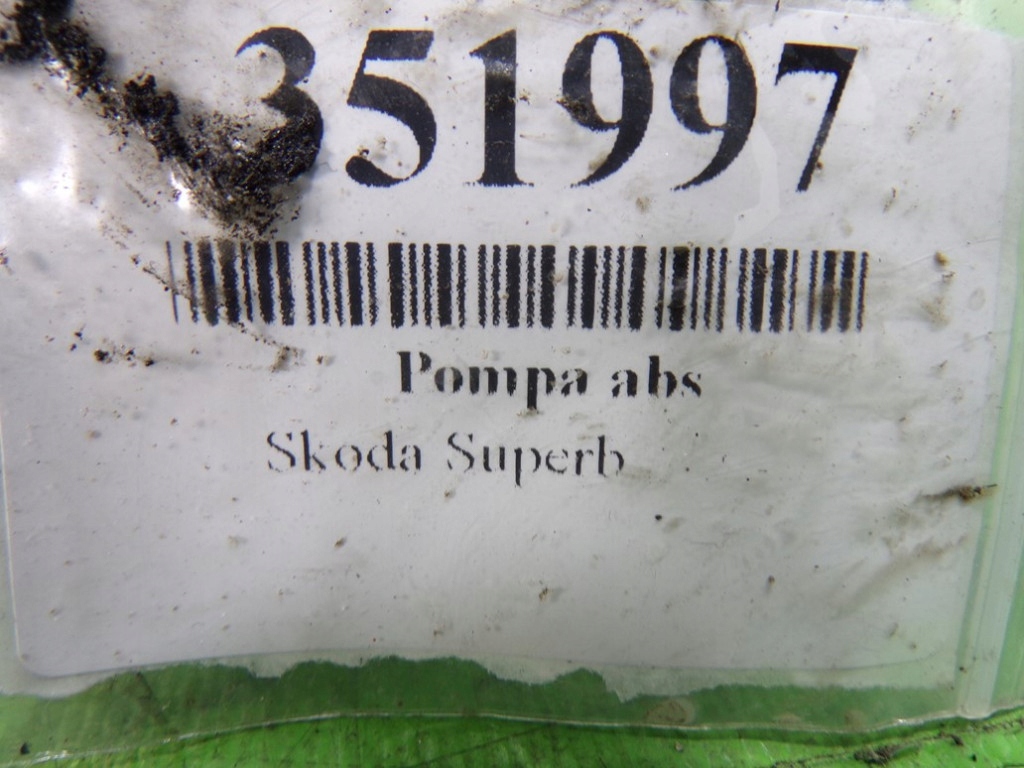 351997
Pompa abs
Skoda Superb